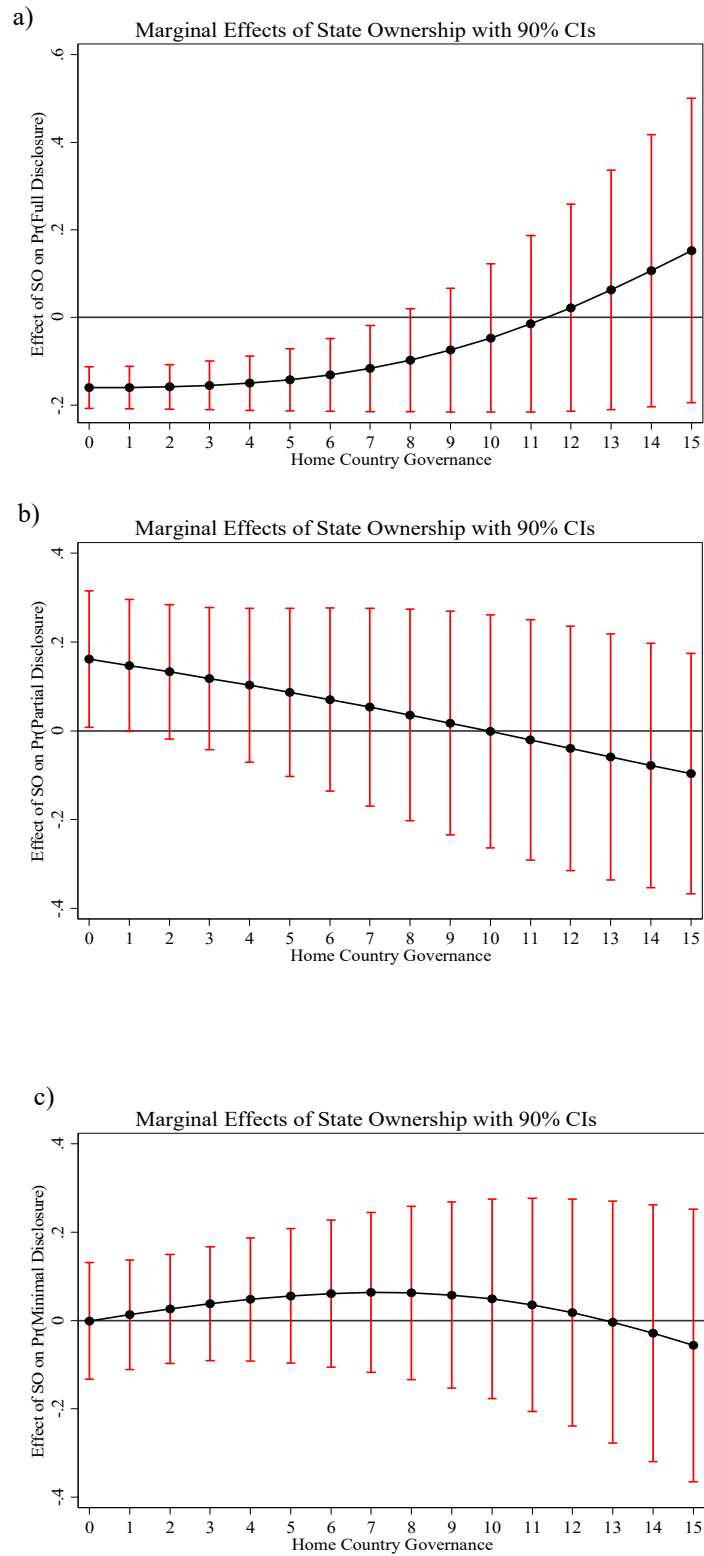 a)
Marginal Effects of State Ownership with 90% CIs
Effect of SO on Pr(Full Disclosure)
.6
.4
.2
0
-.2
0 1 2 3 4 5 6 7 8 9 10 11 12 13 14 15
Home Country Governance
b)
Marginal Effects of State Ownership with 90% CIs
Effect of SO on Pr(Partial Disclosure)
.4
.2
0
-.2
-.4
0 1 2 3 4 5 6 7 8 9 10 11 12 13 14 15
Home Country Governance
c)
Marginal Effects of State Ownership with 90% CIs
Effect of SO on Pr(Minimal Disclosure)
.4
.2
0
-.2
-.4
0 1 2 3 4 5 6 7 8 9 10 11 12 13 14 15
Home Country Governance